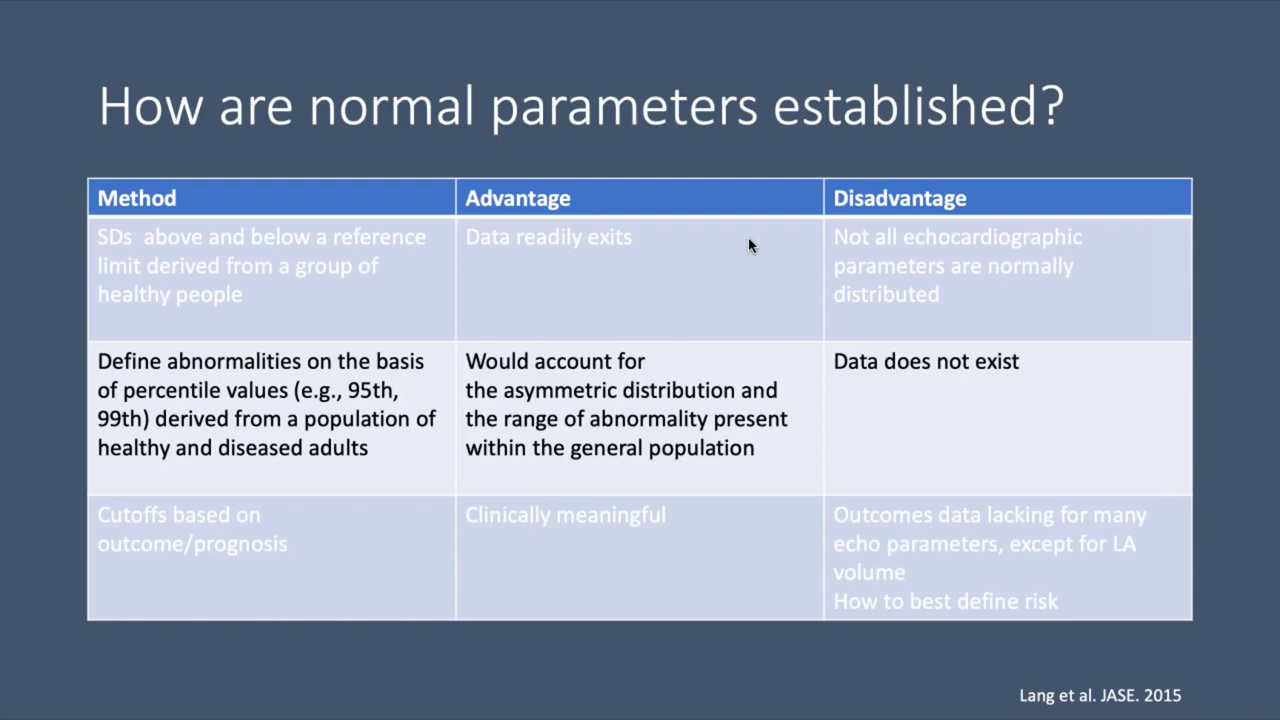 How are normal parameters established?
Method
Advantage
Disadvantage
SDs  above and below a reference
limit derived from a group of
healthy people
Data readily exits
Not all echocardiographic
parameters are normally
distributed
Define abnormalities on the basis
of percentile values (e.g., 95th,
99th) derived from a population of
healthy and diseased adults
Would account for
the asymmetric distribution and
the range of abnormality present
within the general population
Data does not exist
Cutoffs based on
outcome/prognosis
Clinically meaningful
Outcomes data lacking for many
echo parameters, except for LA
volume
How to best define risk
Lang et al. JASE. 2015